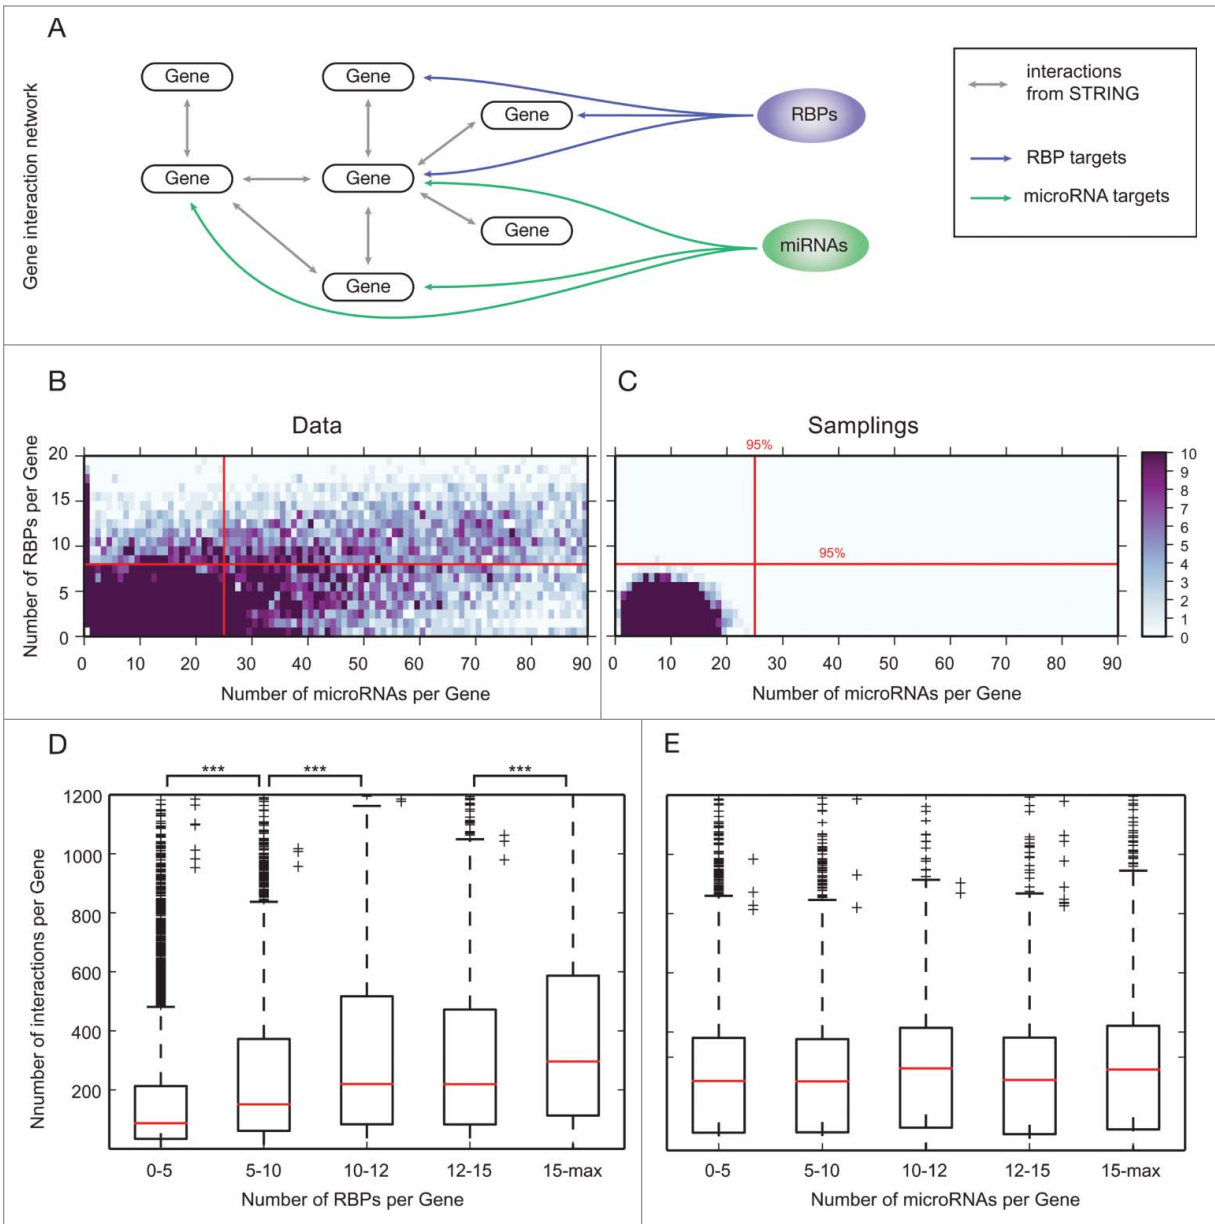 A
Gene interaction network
Gene
Gene
Gene
RBPs
Gene
Gene
Gene
miRNAs
Gene
interactions
from STRING
RBP targets
microRNA targets
B
Data
Number of RBPs per Gene
20
15
10
5
0
0 10 20 30 40 50 60 70 80 90
Number of microRNAs per Gene
C
Samplings
95%
95%
0 10 20 30 40 50 60 70 80 90
Number of microRNAs per Gene
10
9
8
7
6
5
4
3
2
1
0
D
*** *** ***
Nnumber of interactions per Gene
1200
1000
800
600
400
200
0-5 5-10 10-12 12-15 15-max
Number of RBPs per Gene
E
0-5 5-10 10-12 12-15 15-max
Number of microRNAs per Gene